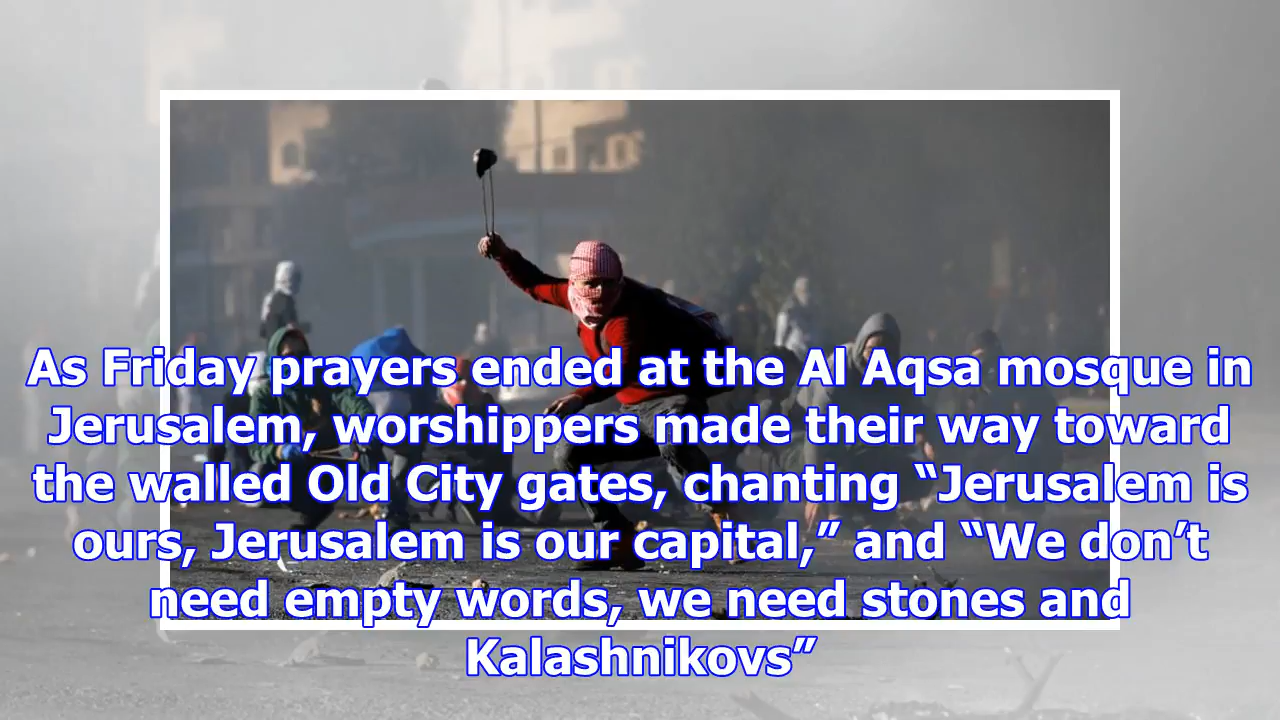 As Friday prayers ended at the Al Aqsa mosque in
Jerusalem, worshippers made their way toward
the walled Old City gates, chanting “Jerusalem is
ours, Jerusalem is our capital,” and “We don’t
need empty words, we need stones and
Kalashnikovs”